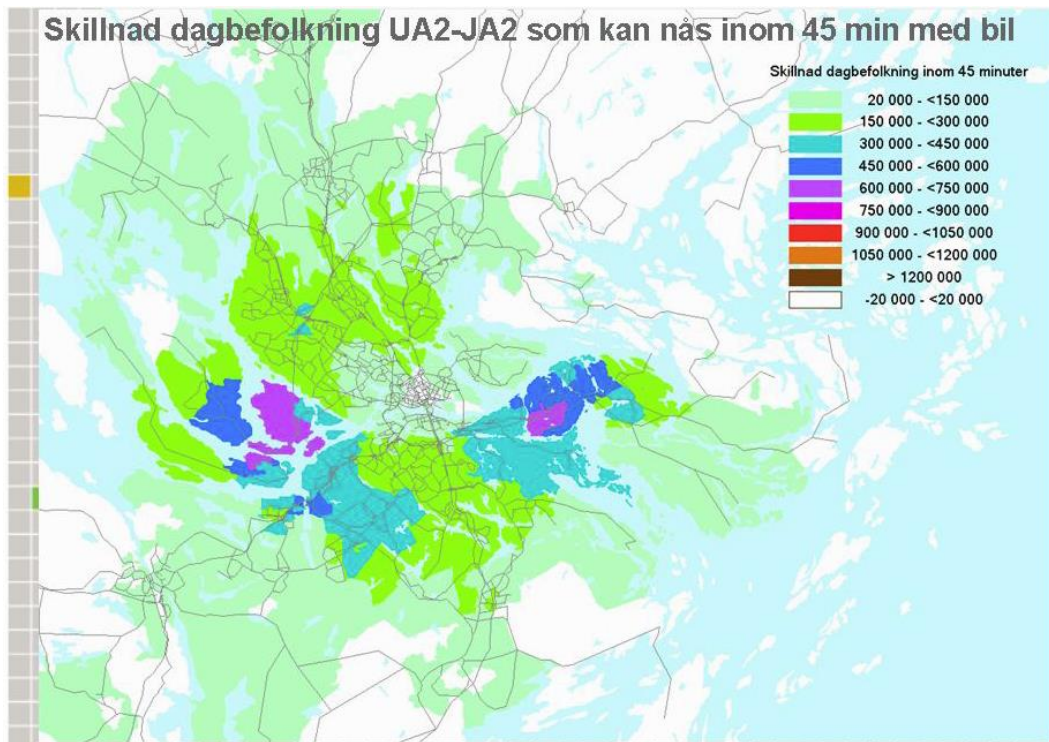 Skillnad dagbefolkning UA2-JA2 som kan nås inom 45 min med bil
Skillnad dagbefolkning inom 45 minuter
20 000 - <150 000
150 000 - <300 000
300 000 - <450 000
450 000 - <600 000
600 000 - <750 000
750 000 - <900 000
900 000 - <1050 000
1050 000 - <1200 000
> 1200 000
-20 000 - <20 000